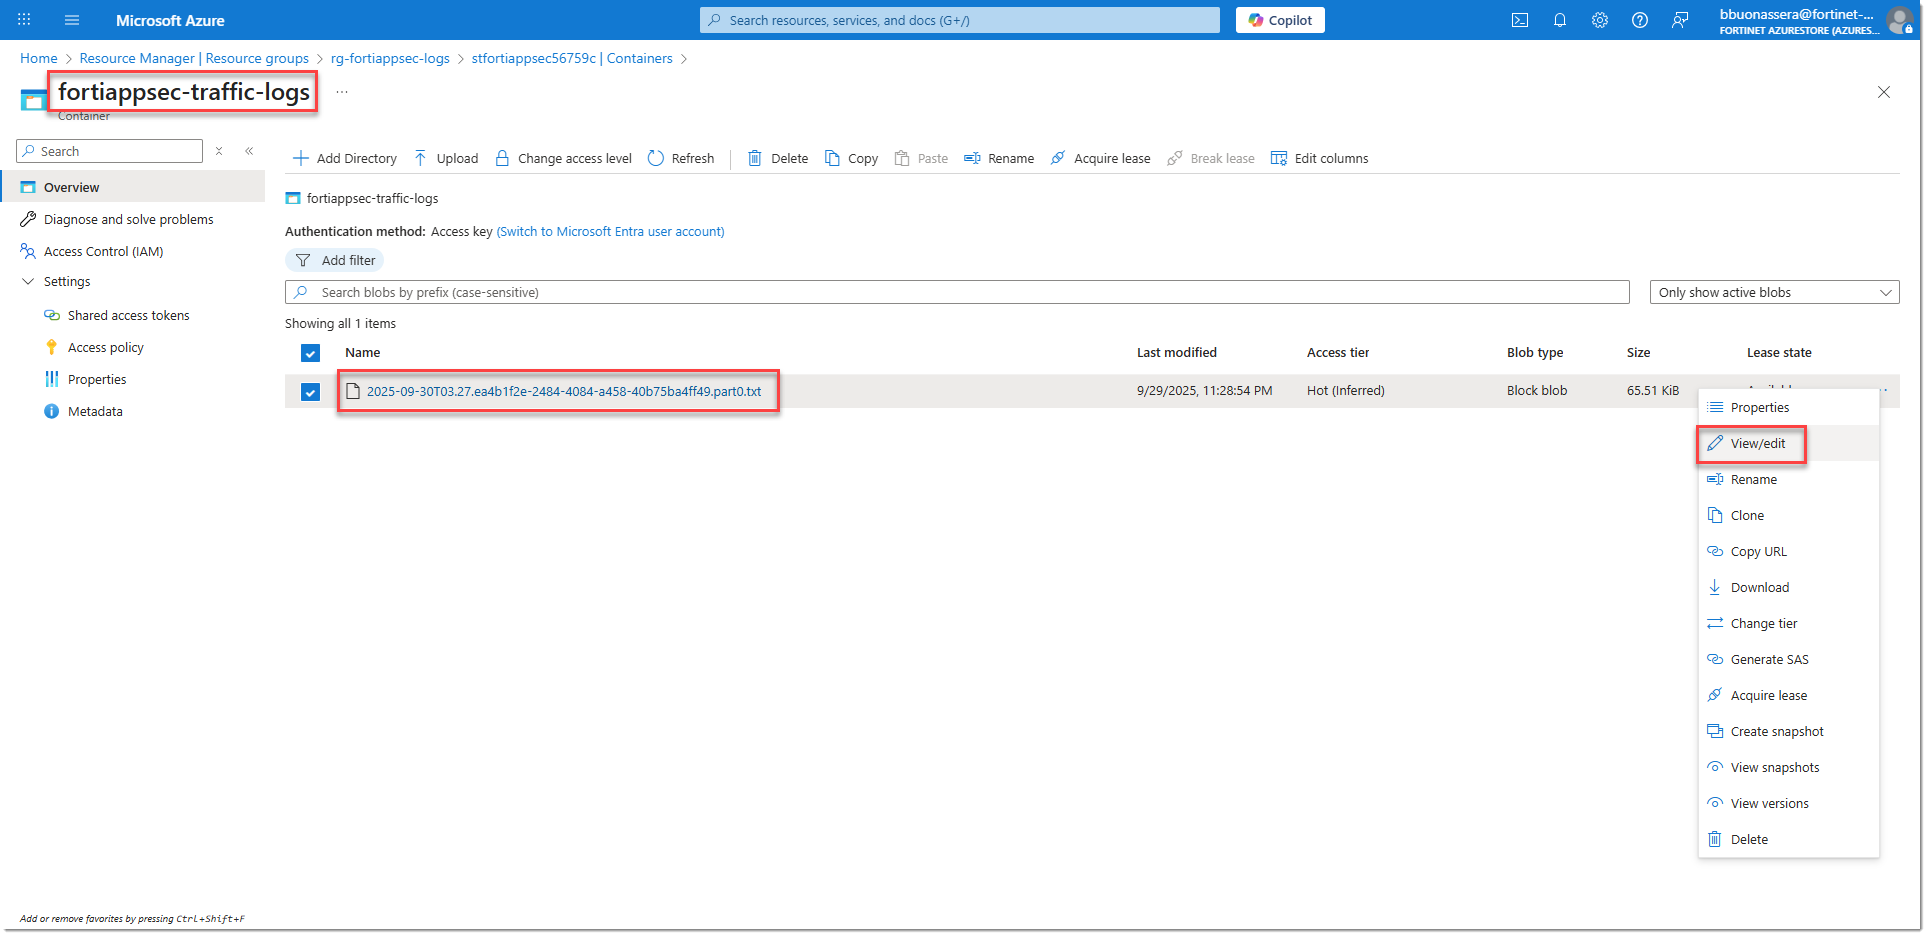 Microsoft Azure
Search resources, services, and docs (G+/)
Copilot
bbuonassera@fortinet-...
FORTINET AZURESTORE (AZURES...
Home > Resource Manager | Resource groups > rg-fortiappsec-logs > stfortiappsec56759c | Containers >
fortiappsec-traffic-logs ...
Container
Search
Overview
Diagnose and solve problems
Access Control (IAM)
Settings
Shared access tokens
Access policy
Properties
Metadata
Add Directory Upload Change access level Refresh Delete Copy Paste Rename Acquire lease Break lease Edit columns
fortiappsec-traffic-logs
Authentication method: Access key (Switch to Microsoft Entra user account)
Add filter
Search blobs by prefix (case-sensitive)
Only show active blobs
Showing all 1 items
Name Last modified Access tier Blob type Size Lease state
2025-09-30T03.27.ea4b1f2e-2484-4084-a458-40b75ba4ff49.part0.txt 9/29/2025, 11:28:54 PM Hot (Inferred) Block blob 65.51 KiB
Properties
View/edit
Rename
Clone
Copy URL
Download
Change tier
Generate SAS
Acquire lease
Create snapshot
View snapshots
View versions
Delete
Add or remove favorites by pressing Ctrl+Shift+F